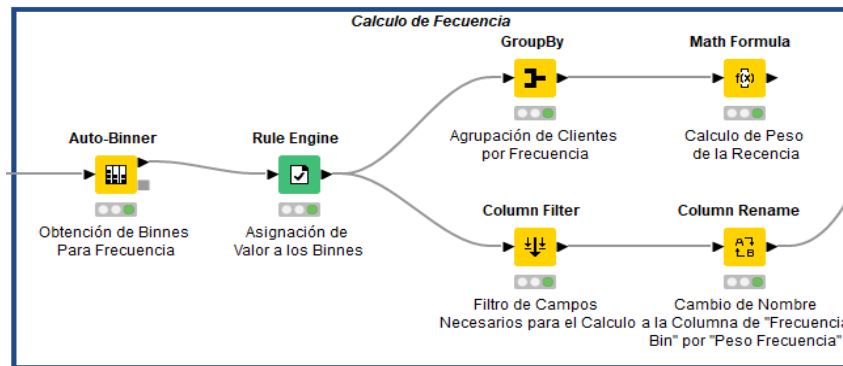 Calculo de Fecuencia
GroupBy
Math Formula
f(x)
Agrupación de Clientes
por Frecuencia
Calculo de Peso
de la Recencia
Auto-Binner
Rule Engine
Obtención de Binnes
Para Frecuencia
Asignación de
Valor a los Binnes
Column Filter
Column Rename
A
B
Filtro de Campos
Necesarios para el Calculo
Cambio de Nombre
a la Columna de "Frecuencia
Bin" por "Peso Frecuencia"